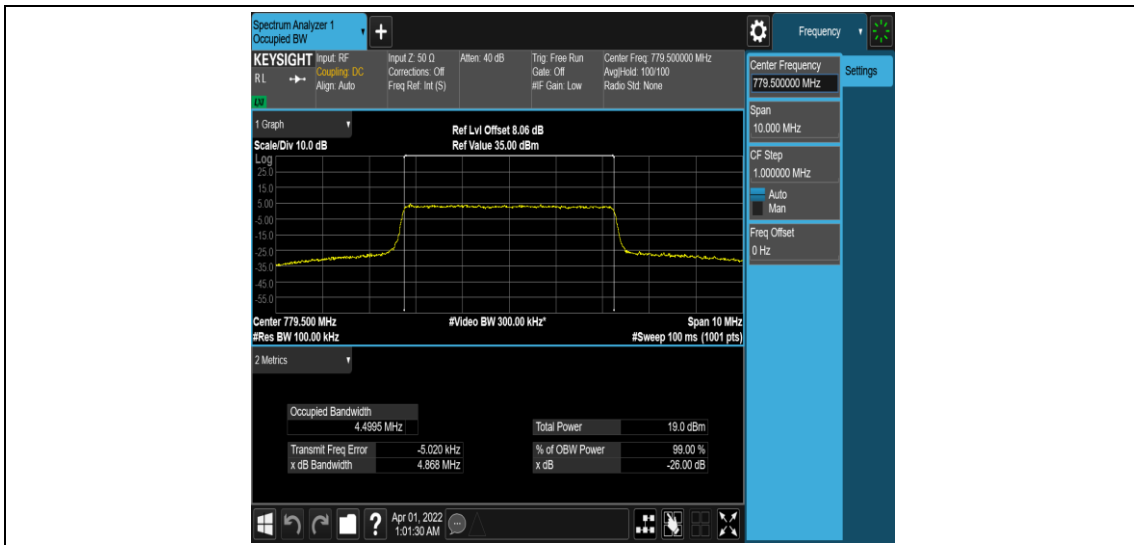 Spectrum Analyzer 1
Occupied BW
+
Frequency
KEYSIGHT
RL
Input: RF
Coupling: DC
Align: Auto
Input Z: 50 Ω
Corrections: Off
Freq Ref: Int (S)
Atten: 40 dB
Trig: Free Run
Gate: Off
#IF Gain: Low
Center Freq: 779.500000 MHz
Avg|Hold: 100/100
Radio Std: None
Center Frequency
779.500000 MHz
Settings
Span
10.000 MHz
CF Step
1.000000 MHz
Auto
Man
Freq Offset
0 Hz
1 Graph
Ref Lvl Offset 8.06 dB
Scale/Div 10.0 dB
Ref Value 35.00 dBm
Log
25.0
15.0
5.00
-5.00
-15.0
-25.0
-35.0
-45.0
-55.0
Center 779.500 MHz
#Video BW 300.00 kHz*
Span 10 MHz
#Res BW 100.00 kHz
#Sweep 100 ms (1001 pts)
2 Metrics
Occupied Bandwidth
4.4995 MHz
Total Power 19.0 dBm
Transmit Freq Error -5.020 kHz
% of OBW Power 99.00 %
x dB Bandwidth 4.868 MHz
x dB -26.00 dB
?
Apr 01, 2022
1:01:30 AM